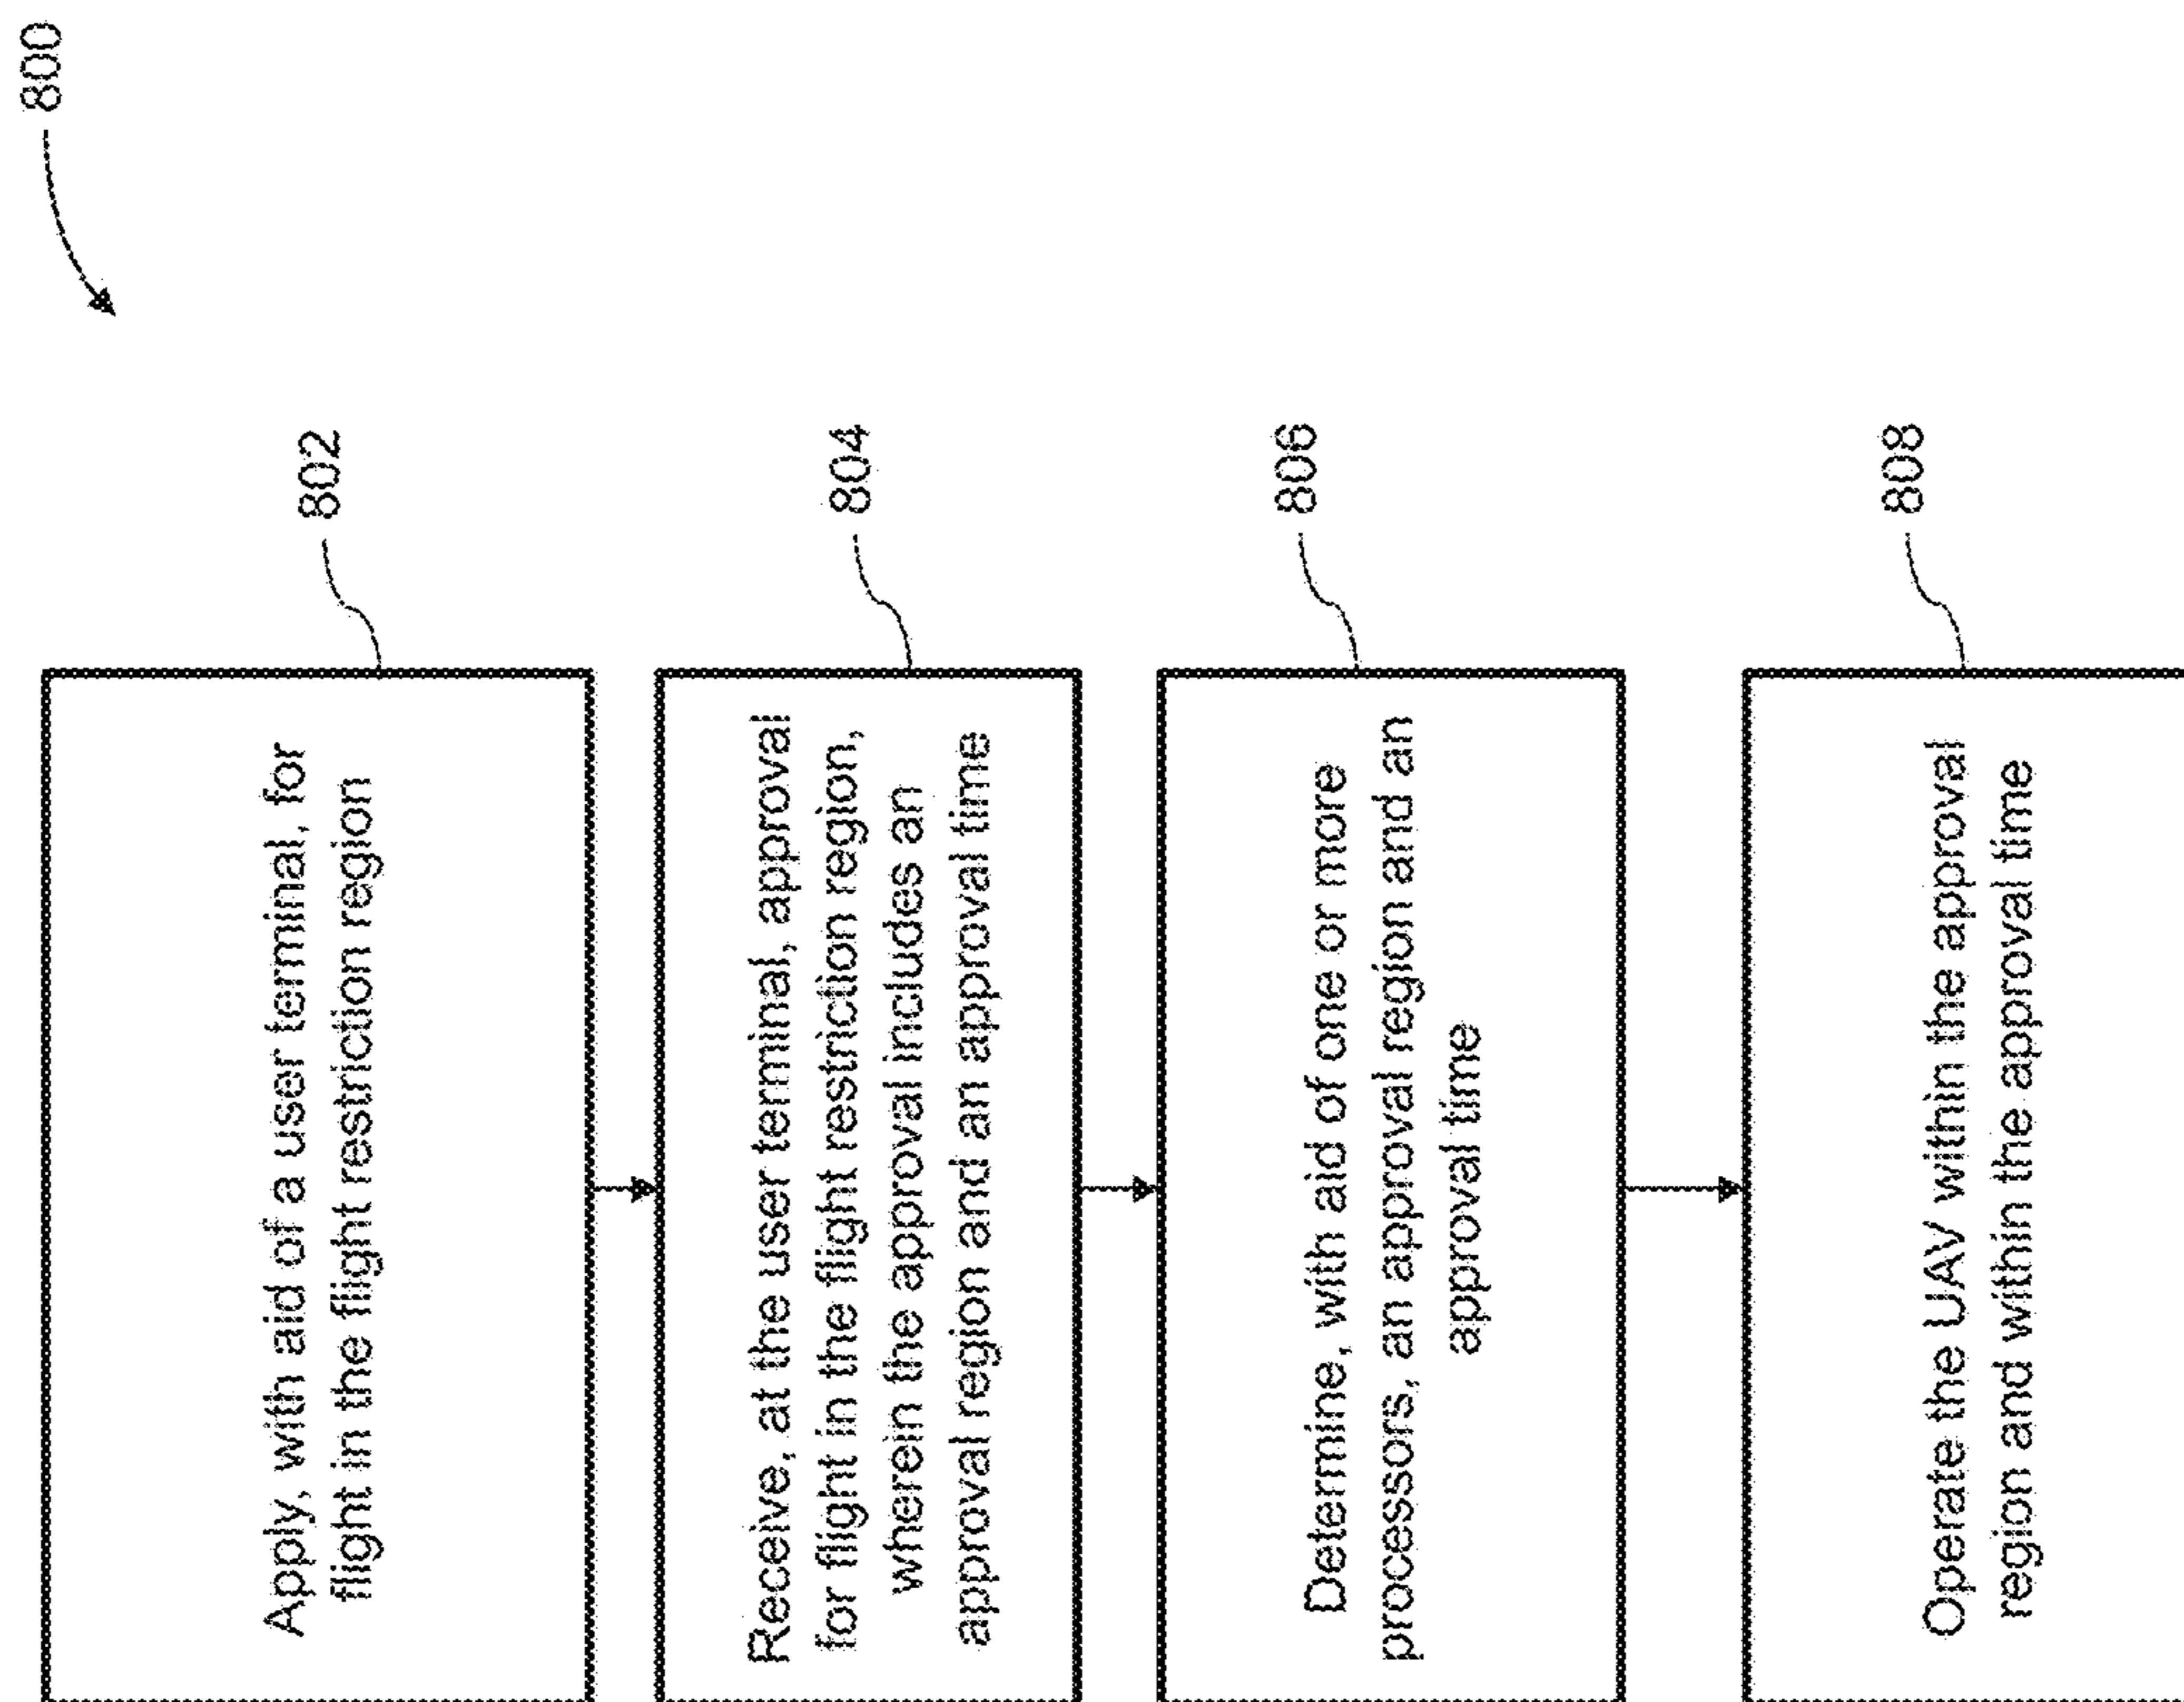 800
802
Apply, with aid of a user terminal, for
flight in the flight restriction region
804
Receive, at the user terminal, approval
for flight in the flight restriction region,
wherein the approval includes an
approval region and an approval time
806
Determine, with aid of one or more
processors, an approval region and an
approval time
808
Operate the UAV within the approval
region and within the approval time